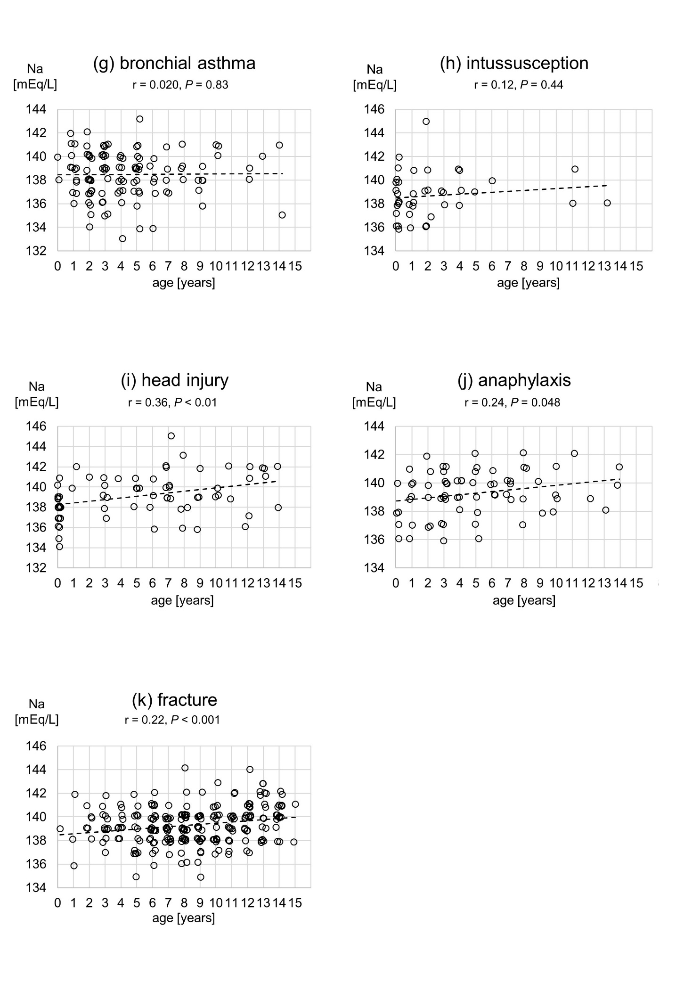 (g) bronchial asthma
Na
[mEq/L]
r = 0.020, P = 0.83
144
142
140
138
136
134
132
0 1 2 3 4 5 6 7 8 9 10 11 12 13 14 15
age [years]
(h) intussusception
Na
[mEq/L]
r = 0.12, P = 0.44
146
144
142
140
138
136
134
0 1 2 3 4 5 6 7 8 9 10 11 12 13 14 15
age [years]
(i) head injury
Na
[mEq/L]
r = 0.36, P < 0.01
146
144
142
140
138
136
134
132
0 1 2 3 4 5 6 7 8 9 10 11 12 13 14 15
age [years]
(j) anaphylaxis
Na
[mEq/L]
r = 0.24, P = 0.048
144
142
140
138
136
134
0 1 2 3 4 5 6 7 8 9 10 11 12 13 14 15
age [years]
(k) fracture
Na
[mEq/L]
r = 0.22, P < 0.001
146
144
142
140
138
136
134
0 1 2 3 4 5 6 7 8 9 10 11 12 13 14 15
age [years]